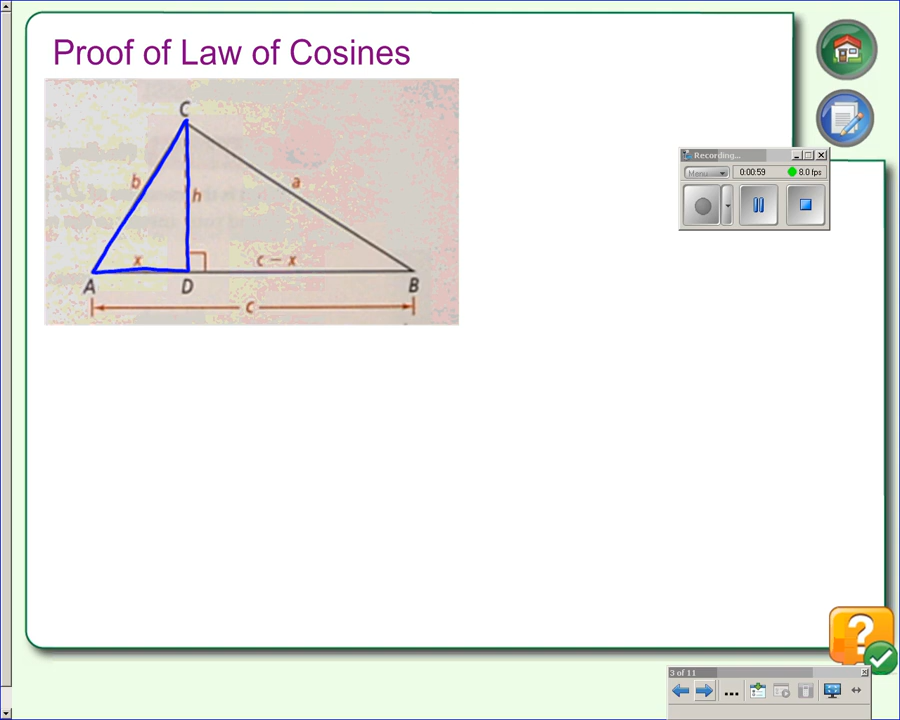 Proof of Law of Cosines
C
b
h
a
x
c – x
A
D
B
c
Recording...
Menu
0:00:59
8.0 fps
?
3 of 11
...